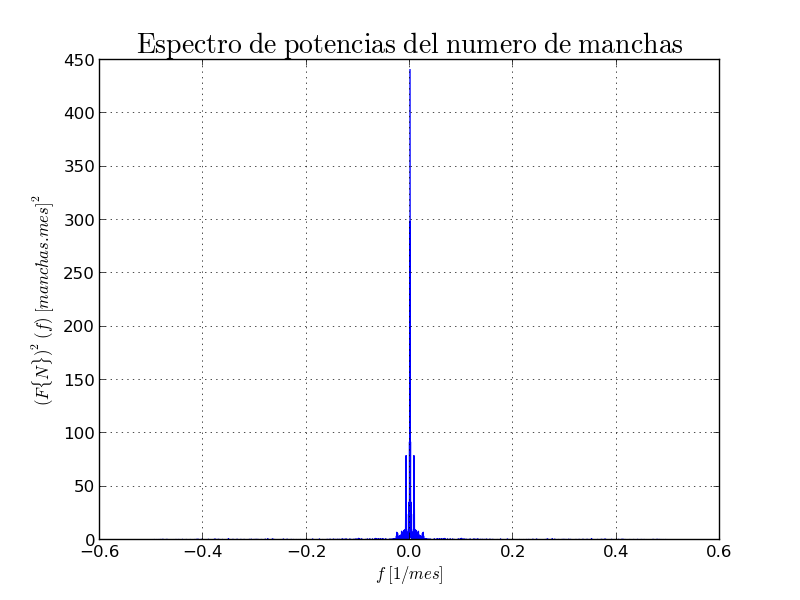 Espectro de potencias del numero de manchas
450
400
350
300
250
200
150
100
50
0
(F{N})² (f) [manchas.mes]²
−0.6 −0.4 −0.2 0.0 0.2 0.4 0.6
f [1/mes]